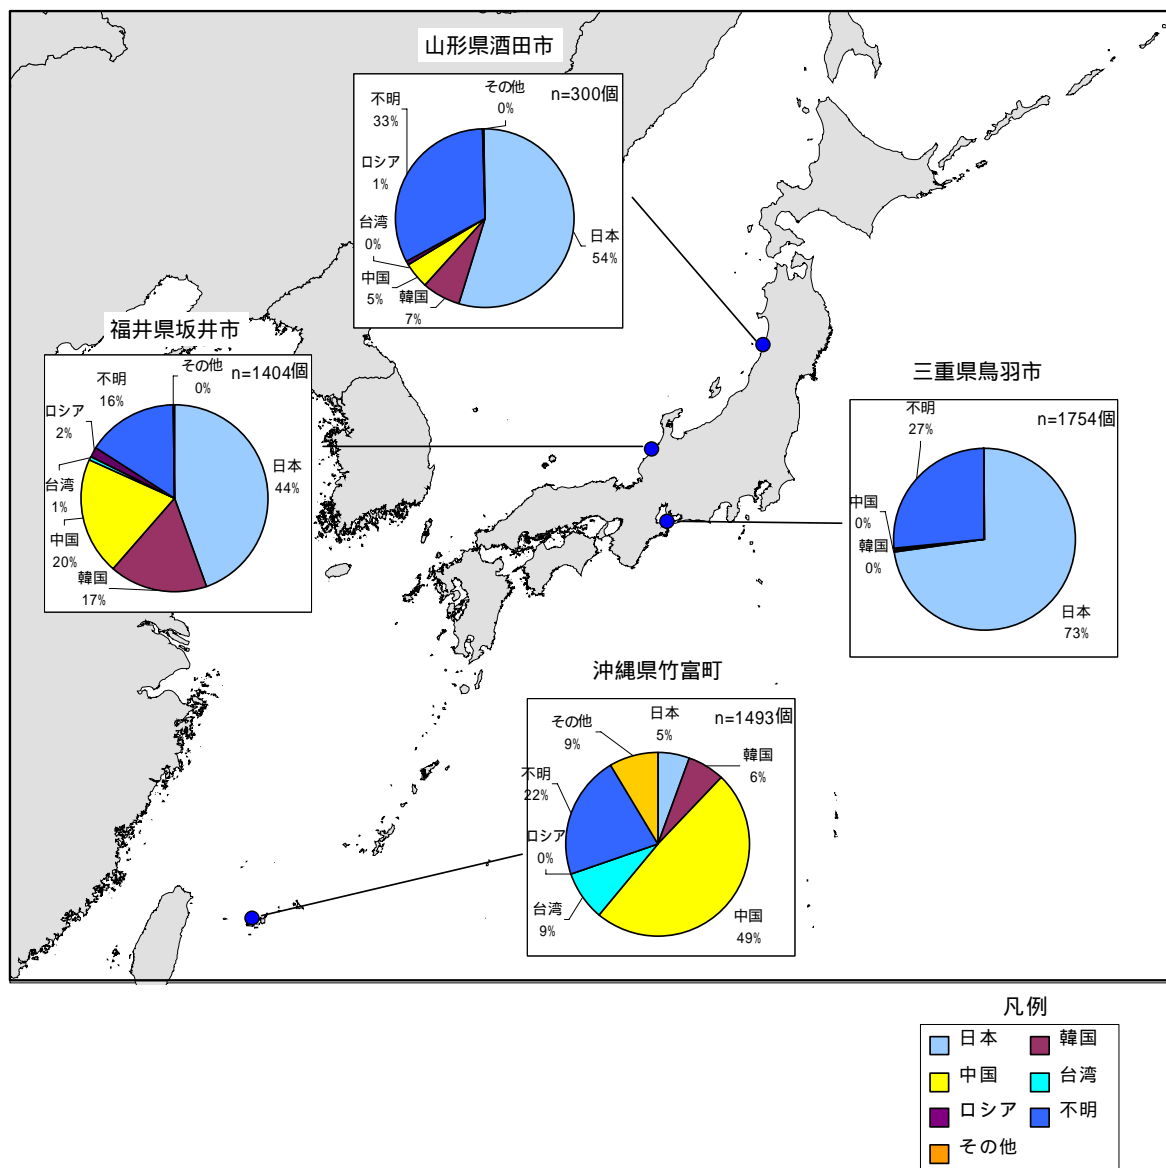 山形県酒田市
n=300個
その他
0%
不明
33%
ロシア
1%
台湾
0%
中国
5%
韓国
7%
日本
54%
福井県坂井市
n=1404個
その他
0%
不明
16%
ロシア
2%
台湾
1%
中国
20%
韓国
17%
日本
44%
三重県鳥羽市
n=1754個
不明
27%
中国
0%
韓国
0%
日本
73%
沖縄県竹富町
n=1493個
日本
5%
その他
9%
韓国
6%
不明
22%
ロシア
0%
台湾
9%
中国
49%
凡例
日本 韓国
中国 台湾
ロシア 不明
その他